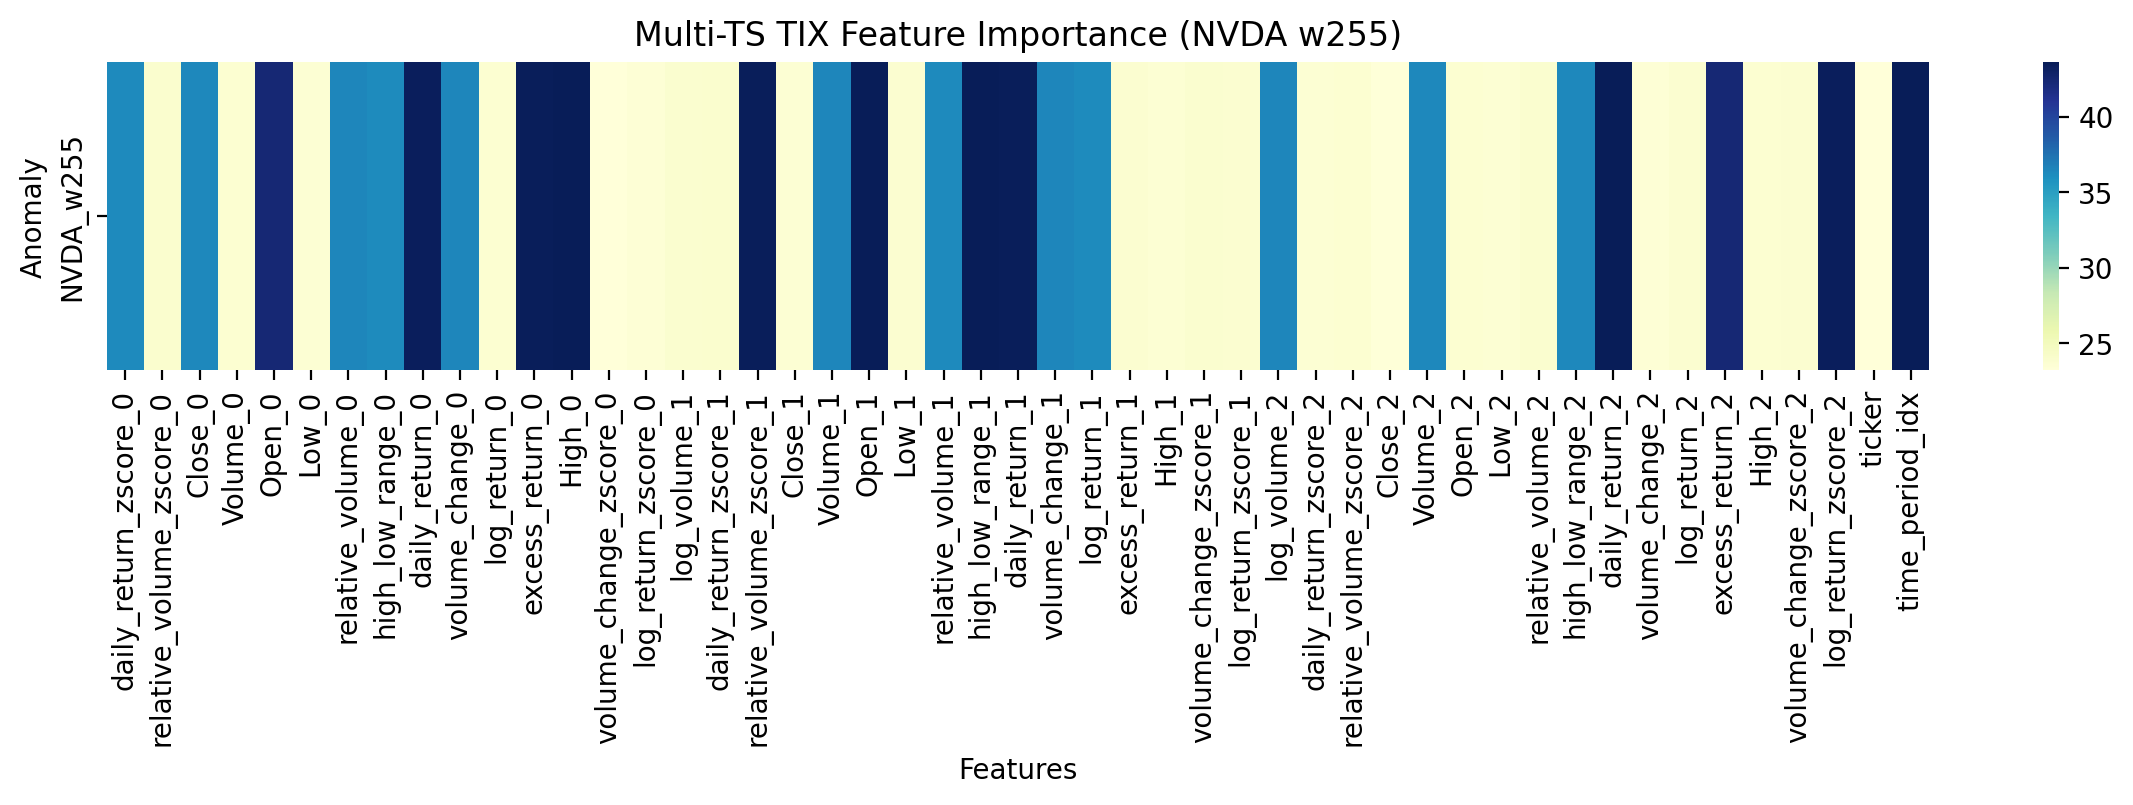 Multi-TS TIX Feature Importance (NVDA w255)
Anomaly
NVDA_w255
40
35
30
25
daily_return_zscore_0
relative_volume_zscore_0
Close_0
Volume_0
Open_0
Low_0
relative_volume_0
high_low_range_0
daily_return_0
volume_change_0
log_return_0
excess_return_0
High_0
volume_change_zscore_0
log_return_zscore_0
log_volume_1
daily_return_zscore_1
relative_volume_zscore_1
Close_1
Volume_1
Open_1
Low_1
relative_volume_1
high_low_range_1
daily_return_1
volume_change_1
log_return_1
excess_return_1
High_1
volume_change_zscore_1
log_return_zscore_1
log_volume_2
daily_return_zscore_2
relative_volume_zscore_2
Close_2
Volume_2
Open_2
Low_2
relative_volume_2
high_low_range_2
daily_return_2
volume_change_2
log_return_2
excess_return_2
High_2
volume_change_zscore_2
log_return_zscore_2
ticker
time_period_idx
Features